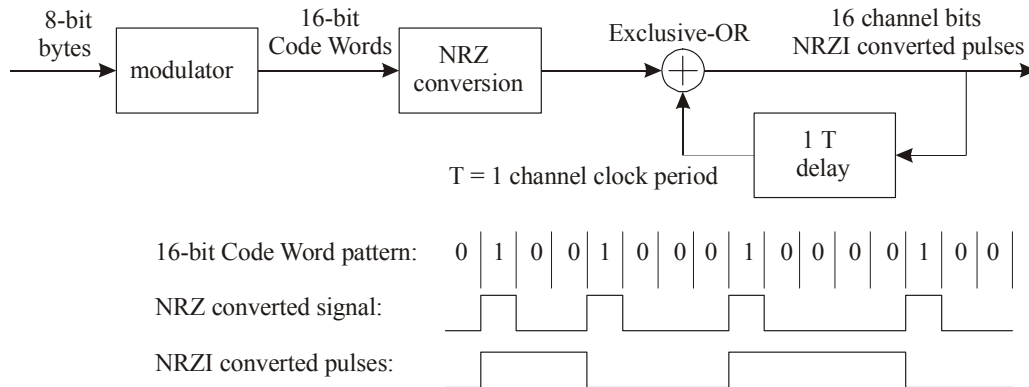 8-bit
bytes
modulator
16-bit
Code Words
NRZ
conversion
Exclusive-OR
16 channel bits
NRZI converted pulses
1 T
delay
T = 1 channel clock period
16-bit Code Word pattern: 0 1 0 0 1 0 0 0 1 0 0 0 0 1 0 0
NRZ converted signal:
NRZI converted pulses: